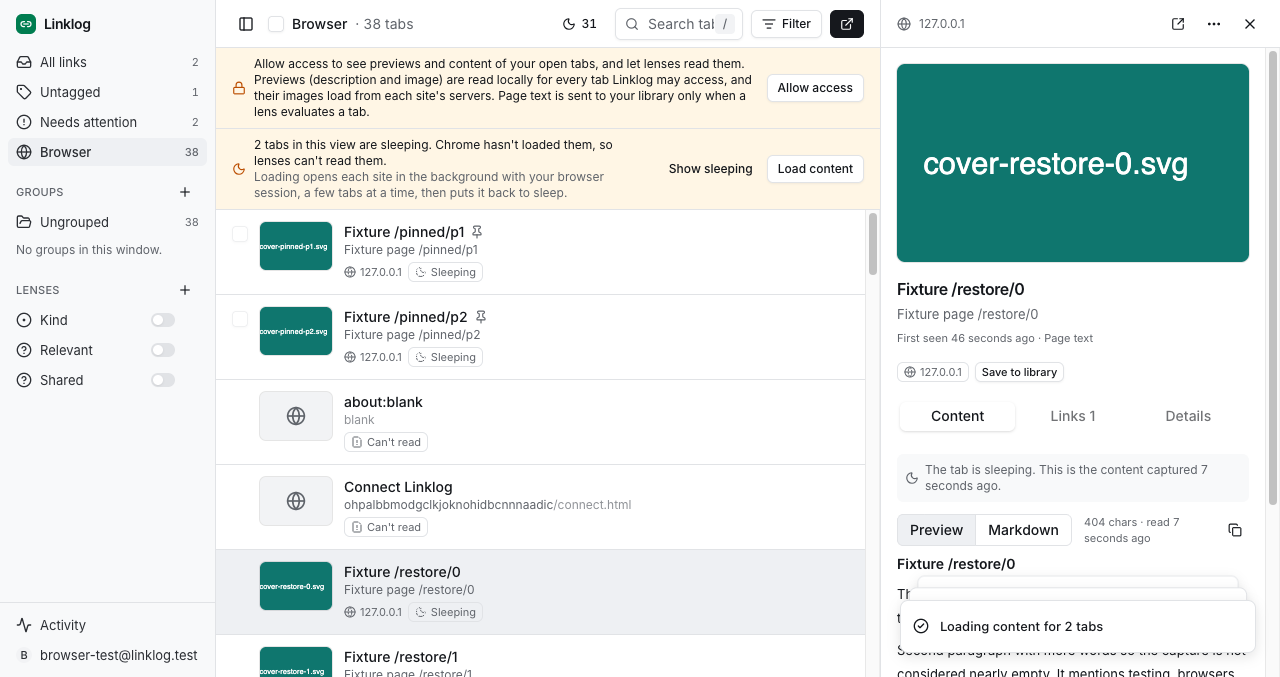 Linklog
All links 2
Untagged 1
Needs attention 2
Browser 38
GROUPS
Ungrouped 38
No groups in this window.
LENSES
Kind
Relevant
Shared
Activity
B browser-test@linklog.test
Browser · 38 tabs
31
Search tab /
Filter
Allow access to see previews and content of your open tabs, and let lenses read them.
Previews (description and image) are read locally for every tab Linklog may access, and
their images load from each site's servers. Page text is sent to your library only when a
lens evaluates a tab.
Allow access
2 tabs in this view are sleeping. Chrome hasn't loaded them, so
lenses can't read them.
Loading opens each site in the background with your browser
session, a few tabs at a time, then puts it back to sleep.
Show sleeping
Load content
cover-pinned-p1.svg
Fixture /pinned/p1
Fixture page /pinned/p1
127.0.0.1 Sleeping
cover-pinned-p2.svg
Fixture /pinned/p2
Fixture page /pinned/p2
127.0.0.1 Sleeping
about:blank
blank
Can't read
Connect Linklog
ohpalbbmodgclkjoknohidbcnnnaadic/connect.html
Can't read
cover-restore-0.svg
Fixture /restore/0
Fixture page /restore/0
127.0.0.1 Sleeping
cover-restore-1.svg
Fixture /restore/1
Fixture page /restore/1
127.0.0.1
cover-restore-0.svg
Fixture /restore/0
Fixture page /restore/0
First seen 46 seconds ago · Page text
127.0.0.1 Save to library
Content
Links 1
Details
The tab is sleeping. This is the content captured 7
seconds ago.
Preview
Markdown
404 chars · read 7
seconds ago
Fixture /restore/0
Loading content for 2 tabs
Second paragraph with more words so the capture is not
considered nearly empty. It mentions testing, browsers,